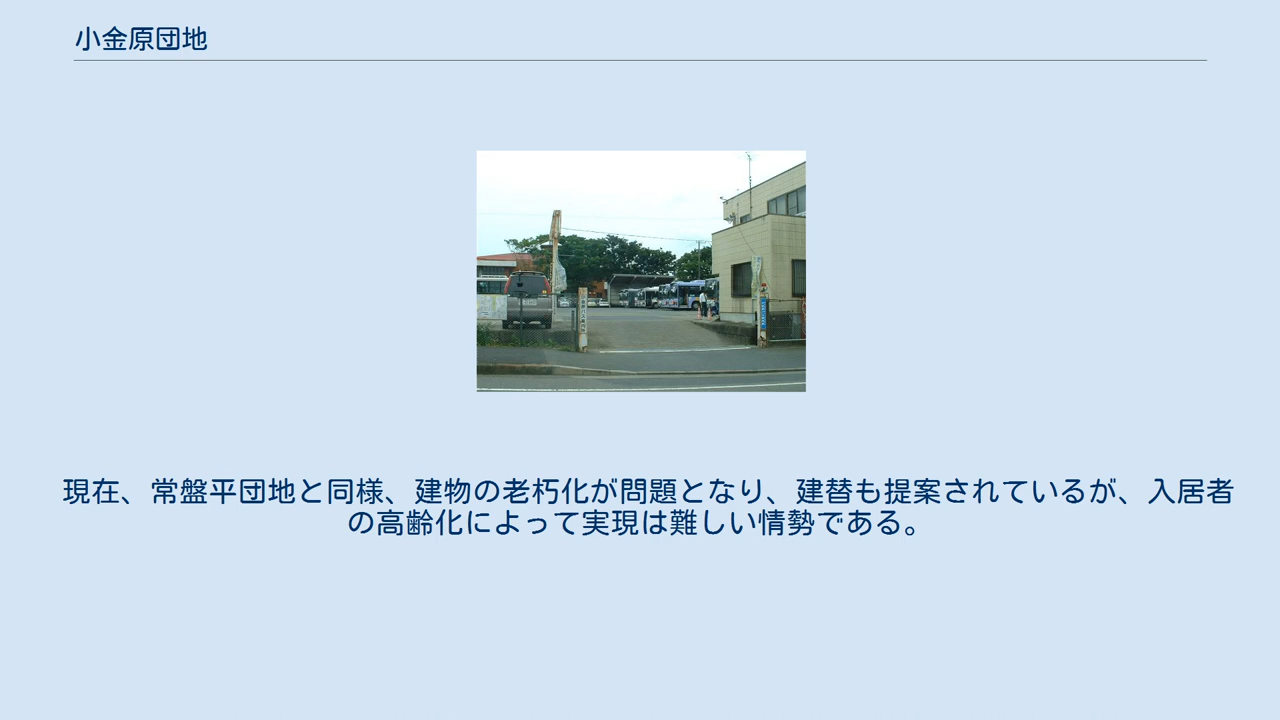 小金原団地
現在、常盤平団地と同様、建物の老朽化が問題となり、建替も提案されているが、入居者
の高齢化によって実現は難しい情勢である。